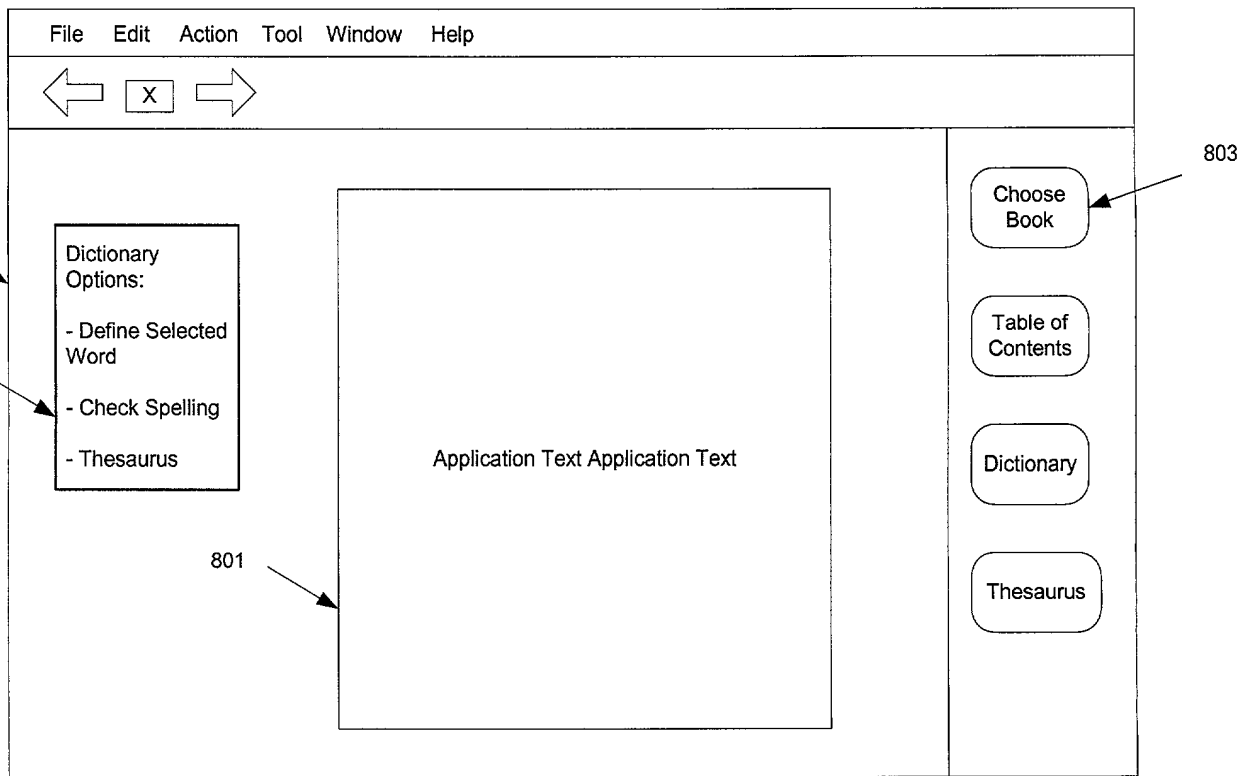 File Edit Action Tool Window Help
X
803
Choose
Book
Dictionary
Options:
- Define Selected
Word
- Check Spelling
- Thesaurus
Table of
Contents
Application Text Application Text
Dictionary
801
Thesaurus